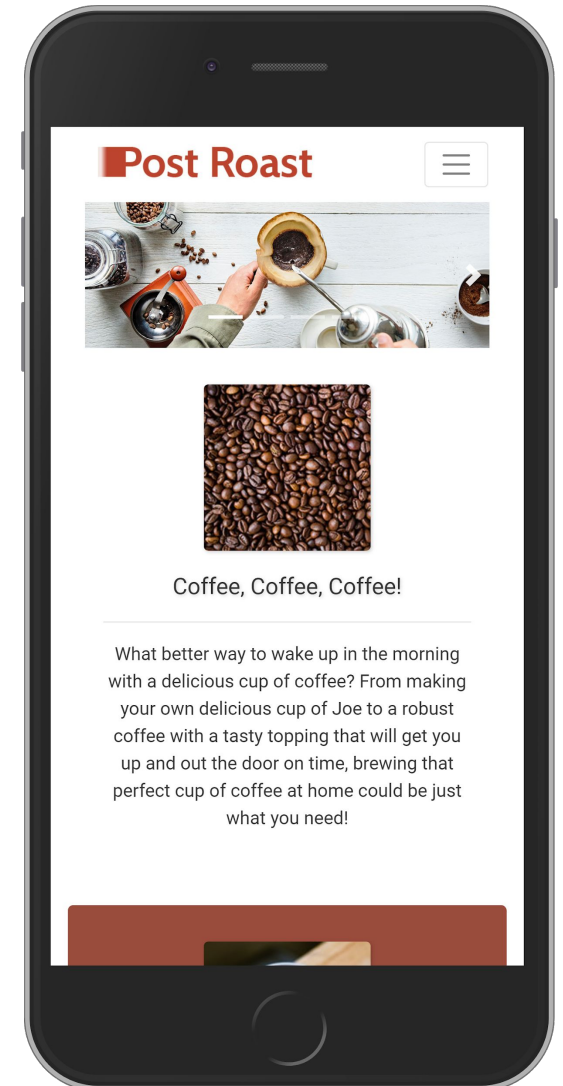 Post Roast
Coffee, Coffee, Coffee!
What better way to wake up in the morning
with a delicious cup of coffee? From making
your own delicious cup of Joe to a robust
coffee with a tasty topping that will get you
up and out the door on time, brewing that
perfect cup of coffee at home could be just
what you need!